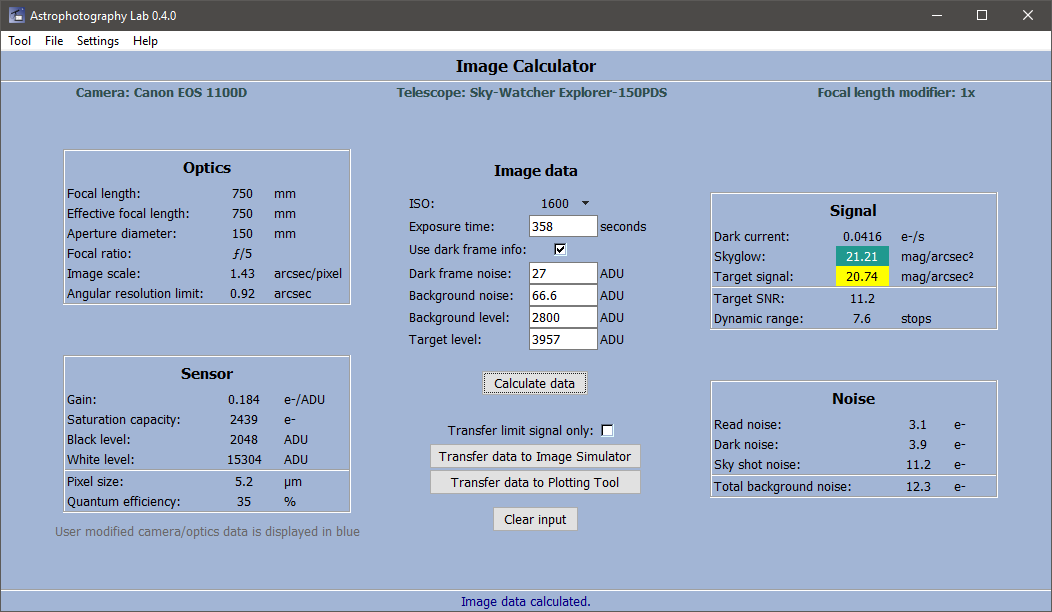 Astrophotography Lab 0.4.0
Tool File Settings Help
Image Calculator
Camera: Canon EOS 1100D Telescope: Sky-Watcher Explorer-150PDS Focal length modifier: 1x
Optics
Focal length: 750 mm
Effective focal length: 750 mm
Aperture diameter: 150 mm
Focal ratio: ƒ/5
Image scale: 1.43 arcsec/pixel
Angular resolution limit: 0.92 arcsec
Sensor
Gain: 0.184 e-/ADU
Saturation capacity: 2439 e-
Black level: 2048 ADU
White level: 15304 ADU
Pixel size: 5.2 µm
Quantum efficiency: 35 %
User modified camera/optics data is displayed in blue
Image data
ISO: 1600
Exposure time: 358 seconds
Use dark frame info:
Dark frame noise: 27 ADU
Background noise: 66.6 ADU
Background level: 2800 ADU
Target level: 3957 ADU
Calculate data
Transfer limit signal only:
Transfer data to Image Simulator
Transfer data to Plotting Tool
Clear input
Signal
Dark current: 0.0416 e-/s
Skyglow: 21.21 mag/arcsec²
Target signal: 20.74 mag/arcsec²
Target SNR: 11.2
Dynamic range: 7.6 stops
Noise
Read noise: 3.1 e-
Dark noise: 3.9 e-
Sky shot noise: 11.2 e-
Total background noise: 12.3 e-
Image data calculated.